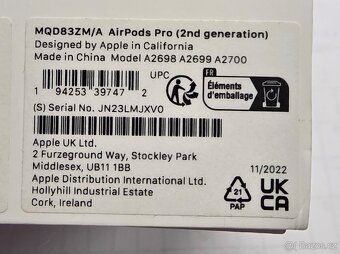 MQD83ZM/A AirPods Pro (2nd generation)
Designed by Apple in California
Made in China Model A2698 A2699 A2700
UPC
1 94253 39747 2
FR
Éléments
d'emballage
(S) Serial No. JN23LMJXV0
Apple UK Ltd.
2 Furzeground Way, Stockley Park
Middlesex, UB11 1BB
Apple Distribution International Ltd.
Hollyhill Industrial Estate
Cork, Ireland
11/2022
21
PAP
UK
CA
bazos.cz